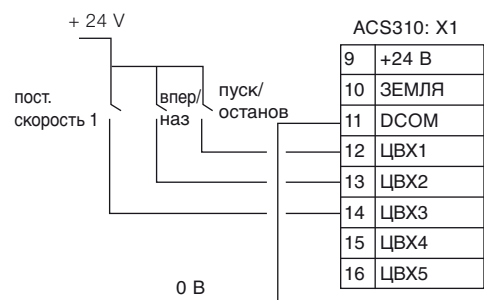 + 24 V
ACS310: X1
9 +24 В
10 ЗЕМЛЯ
11 DCOM
12 ЦВХ1
13 ЦВХ2
14 ЦВХ3
15 ЦВХ4
16 ЦВХ5
пост.
скорость 1
впер/
наз
пуск/
останов
0 В